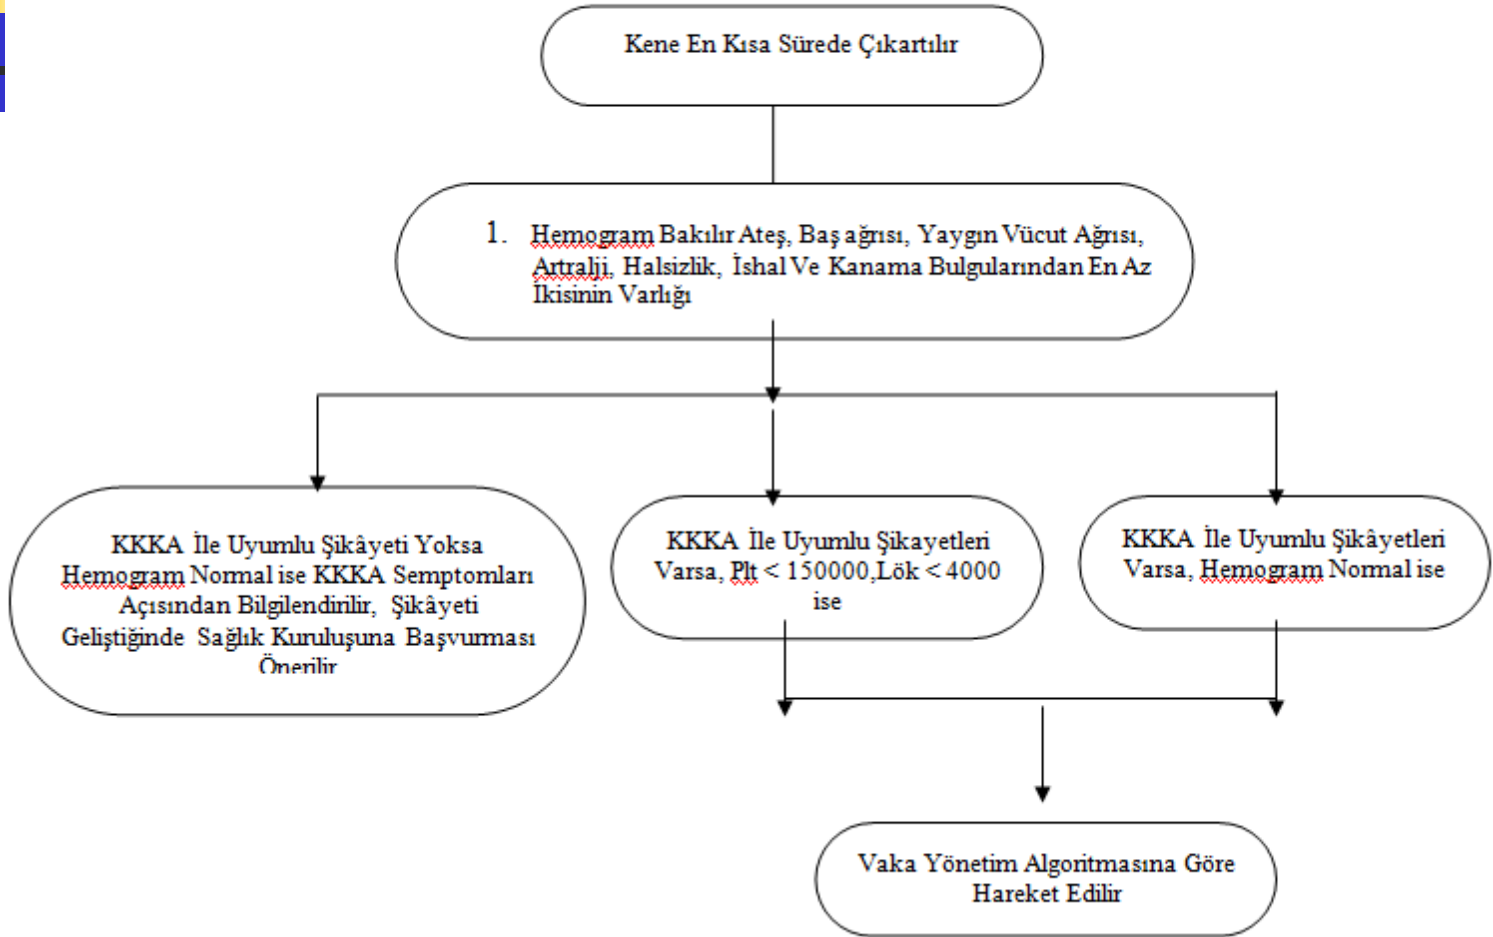 Kene En Kısa Sürede Çıkartılır
1. Hemogram Bakılır Ateş, Baş ağrısı, Yaygın Vücut Ağrısı,
Artralji, Halsizlik, İshal Ve Kanama Bulgularından En Az
İkisinin Varlığı
KKKA İle Uyumlu Şikâyeti Yoksa
Hemogram Normal ise KKKA Semptomları
Açısından Bilgilendirilir, Şikâyeti
Geliştiğinde Sağlık Kuruluşuna Başvurması
Önerilir
KKKA İle Uyumlu Şikayetleri
Varsa, Plt < 150000,Lök < 4000
ise
KKKA İle Uyumlu Şikâyetleri
Varsa, Hemogram Normal ise
Vaka Yönetim Algoritmasına Göre
Hareket Edilir